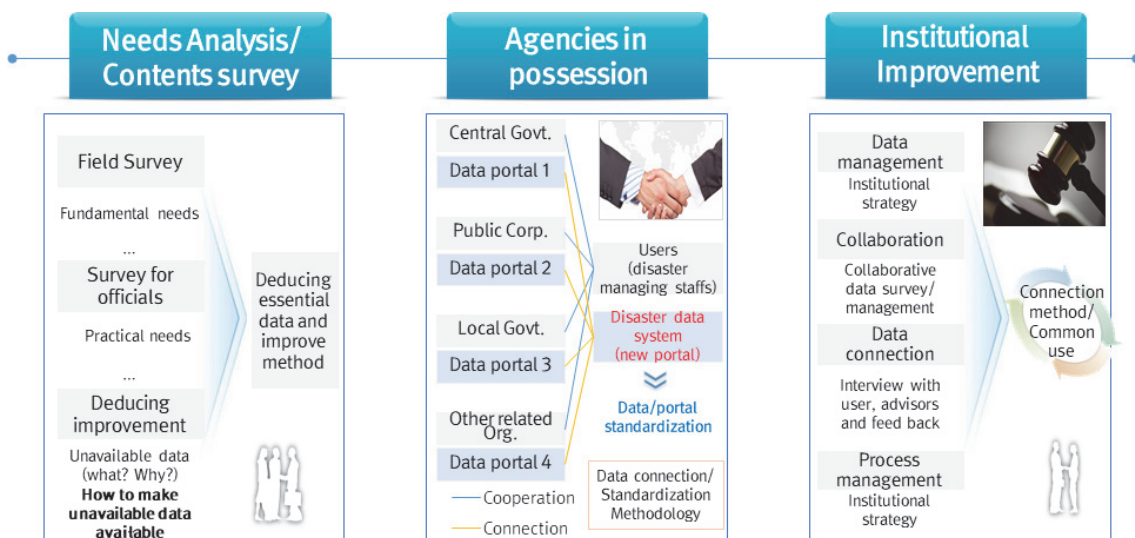 Needs Analysis/
Contents survey
Field Survey
Fundamental needs
...
Survey for
officials
Practical needs
...
Deducing
improvement
Unavailable data
(what? Why?)
How to make
unavailable data
available
Deducing
essential
data and
improve
method
Agencies in
possession
Central Govt.
Data portal 1
Public Corp.
Data portal 2
Local Govt.
Data portal 3
Other related
Org.
Data portal 4
Cooperation
Connection
Users
(disaster
managing staffs)
Disaster data
system
(new portal)
Data/portal
standardization
Data connection/
Standardization
Methodology
Institutional
Improvement
Data
management
Institutional
strategy
Collaboration
Collaborative
data survey/
management
Data
connection
Interview with
user, advisors
and feed back
Process
management
Institutional
strategy
Connection
method/
Common
use